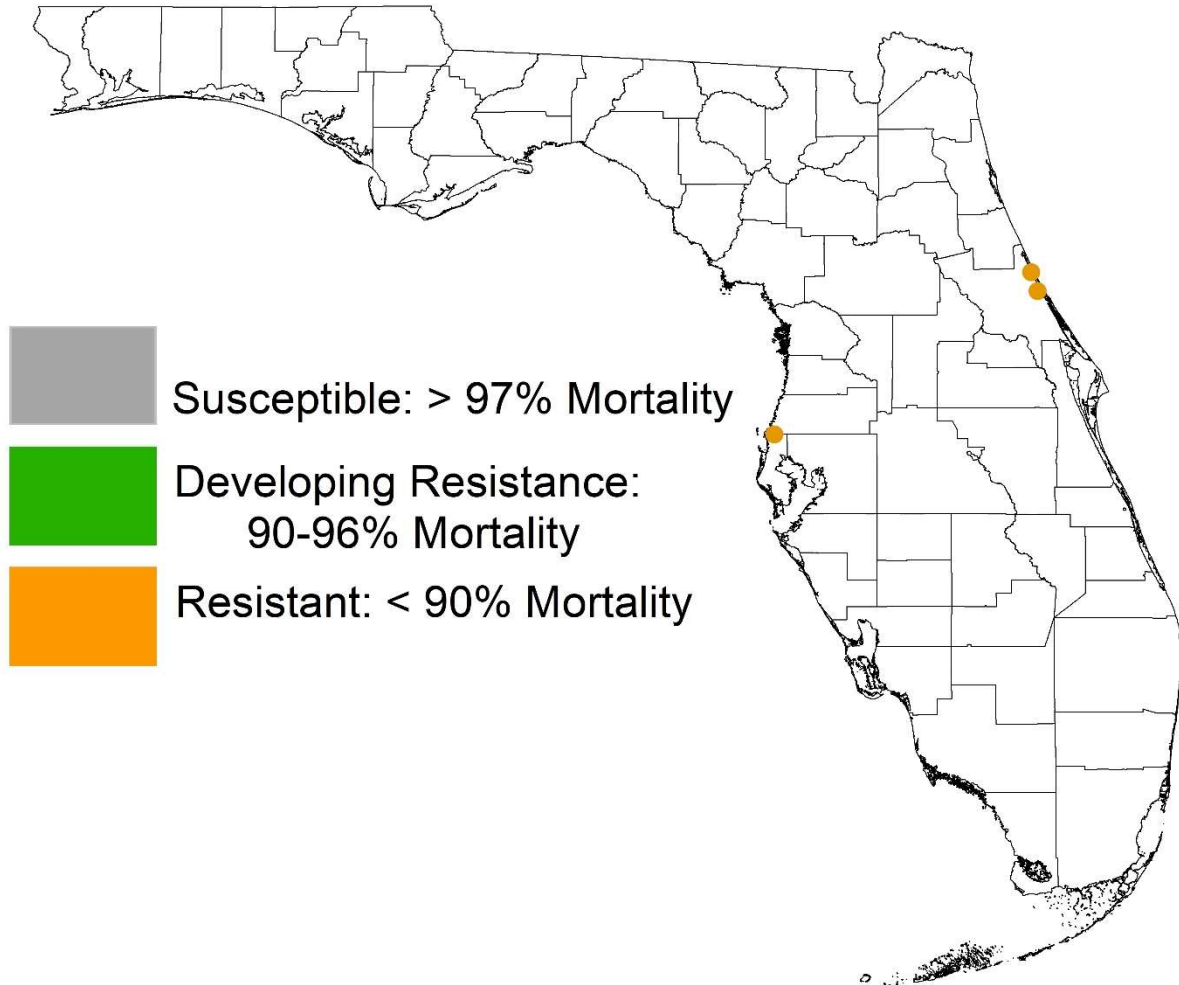 Susceptible: > 97% Mortality
Developing Resistance:
90-96% Mortality
Resistant: < 90% Mortality